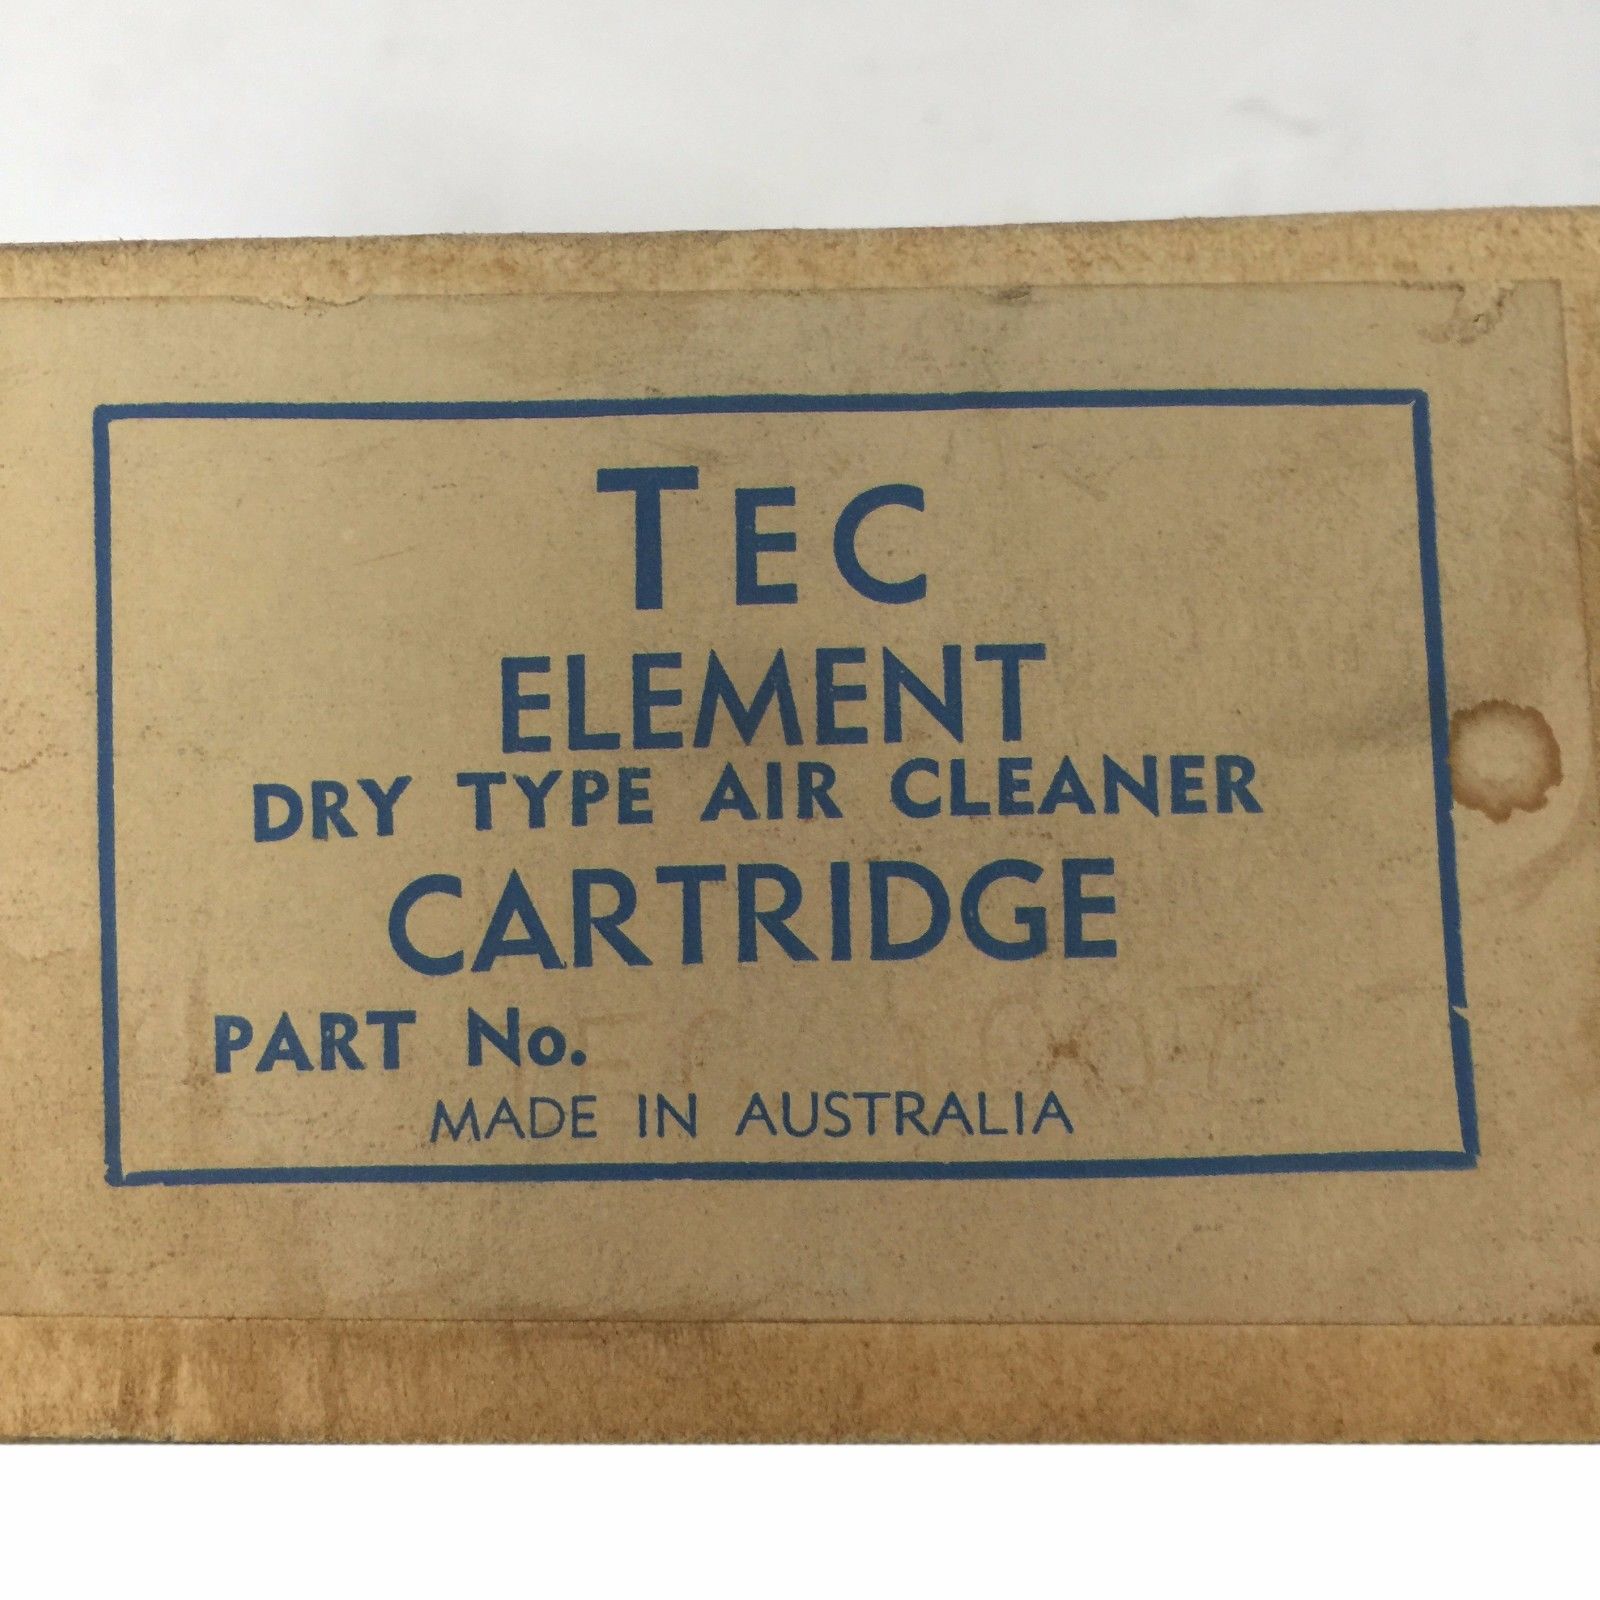 TEC
ELEMENT
DRY TYPE AIR CLEANER
CARTRIDGE
PART No.
MADE IN AUSTRALIA